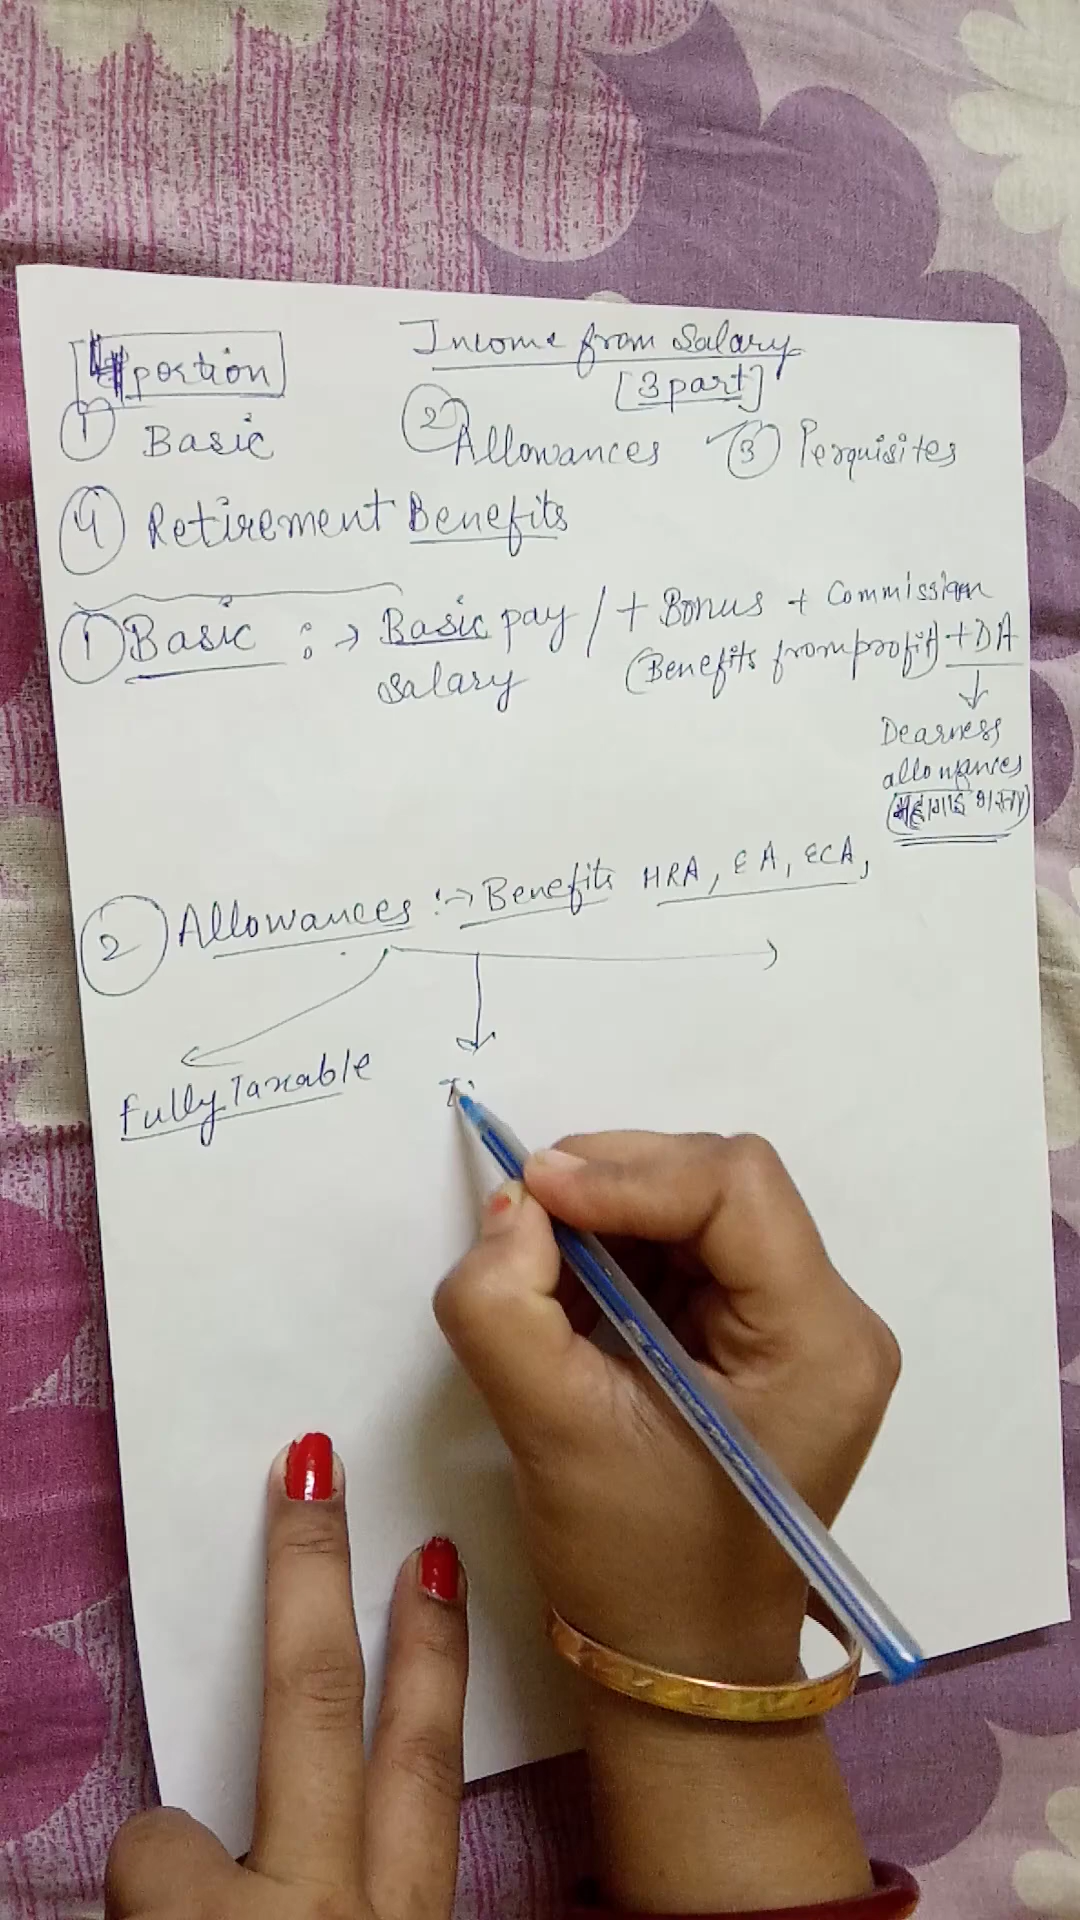 4 portion
Income from Salary
[3 part]
① Basic ② Allowances ③ Perquisites
④ Retirement Benefits
① Basic :→ Basic pay / + Bonus + Commission
salary (Benefits from profit) + DA
Dearness
allowances
(महंगाई भत्ता)
② Allowances :→ Benefits HRA, EA, ECA,
Fully Taxable